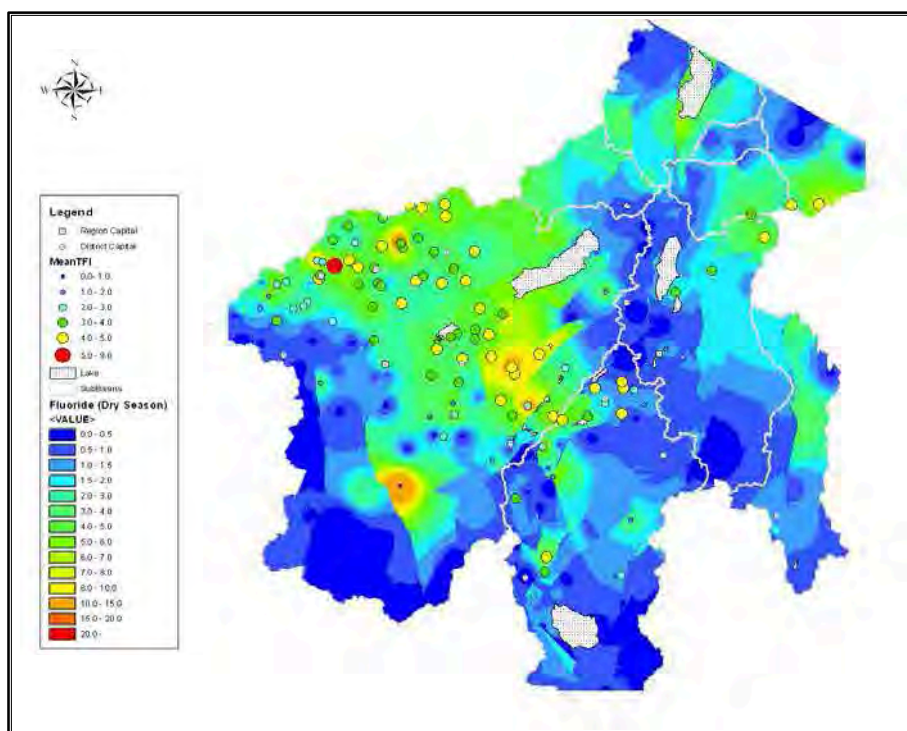 N
W
S
Legend
Region Capital
District Capital
MeanTFI
0.0 - 1.0
1.0 - 2.0
2.0 - 3.0
3.0 - 4.0
4.0 - 5.0
5.0 - 9.0
Lake
Subbasins
Fluoride (Dry Season)
<VALUE>
0.0 - 0.5
0.5 - 1.0
1.0 - 1.5
1.5 - 2.0
2.0 - 3.0
3.0 - 4.0
4.0 - 5.0
5.0 - 6.0
6.0 - 7.0
7.0 - 8.0
8.0 - 10.0
10.0 - 15.0
15.0 - 20.0
20.0 -